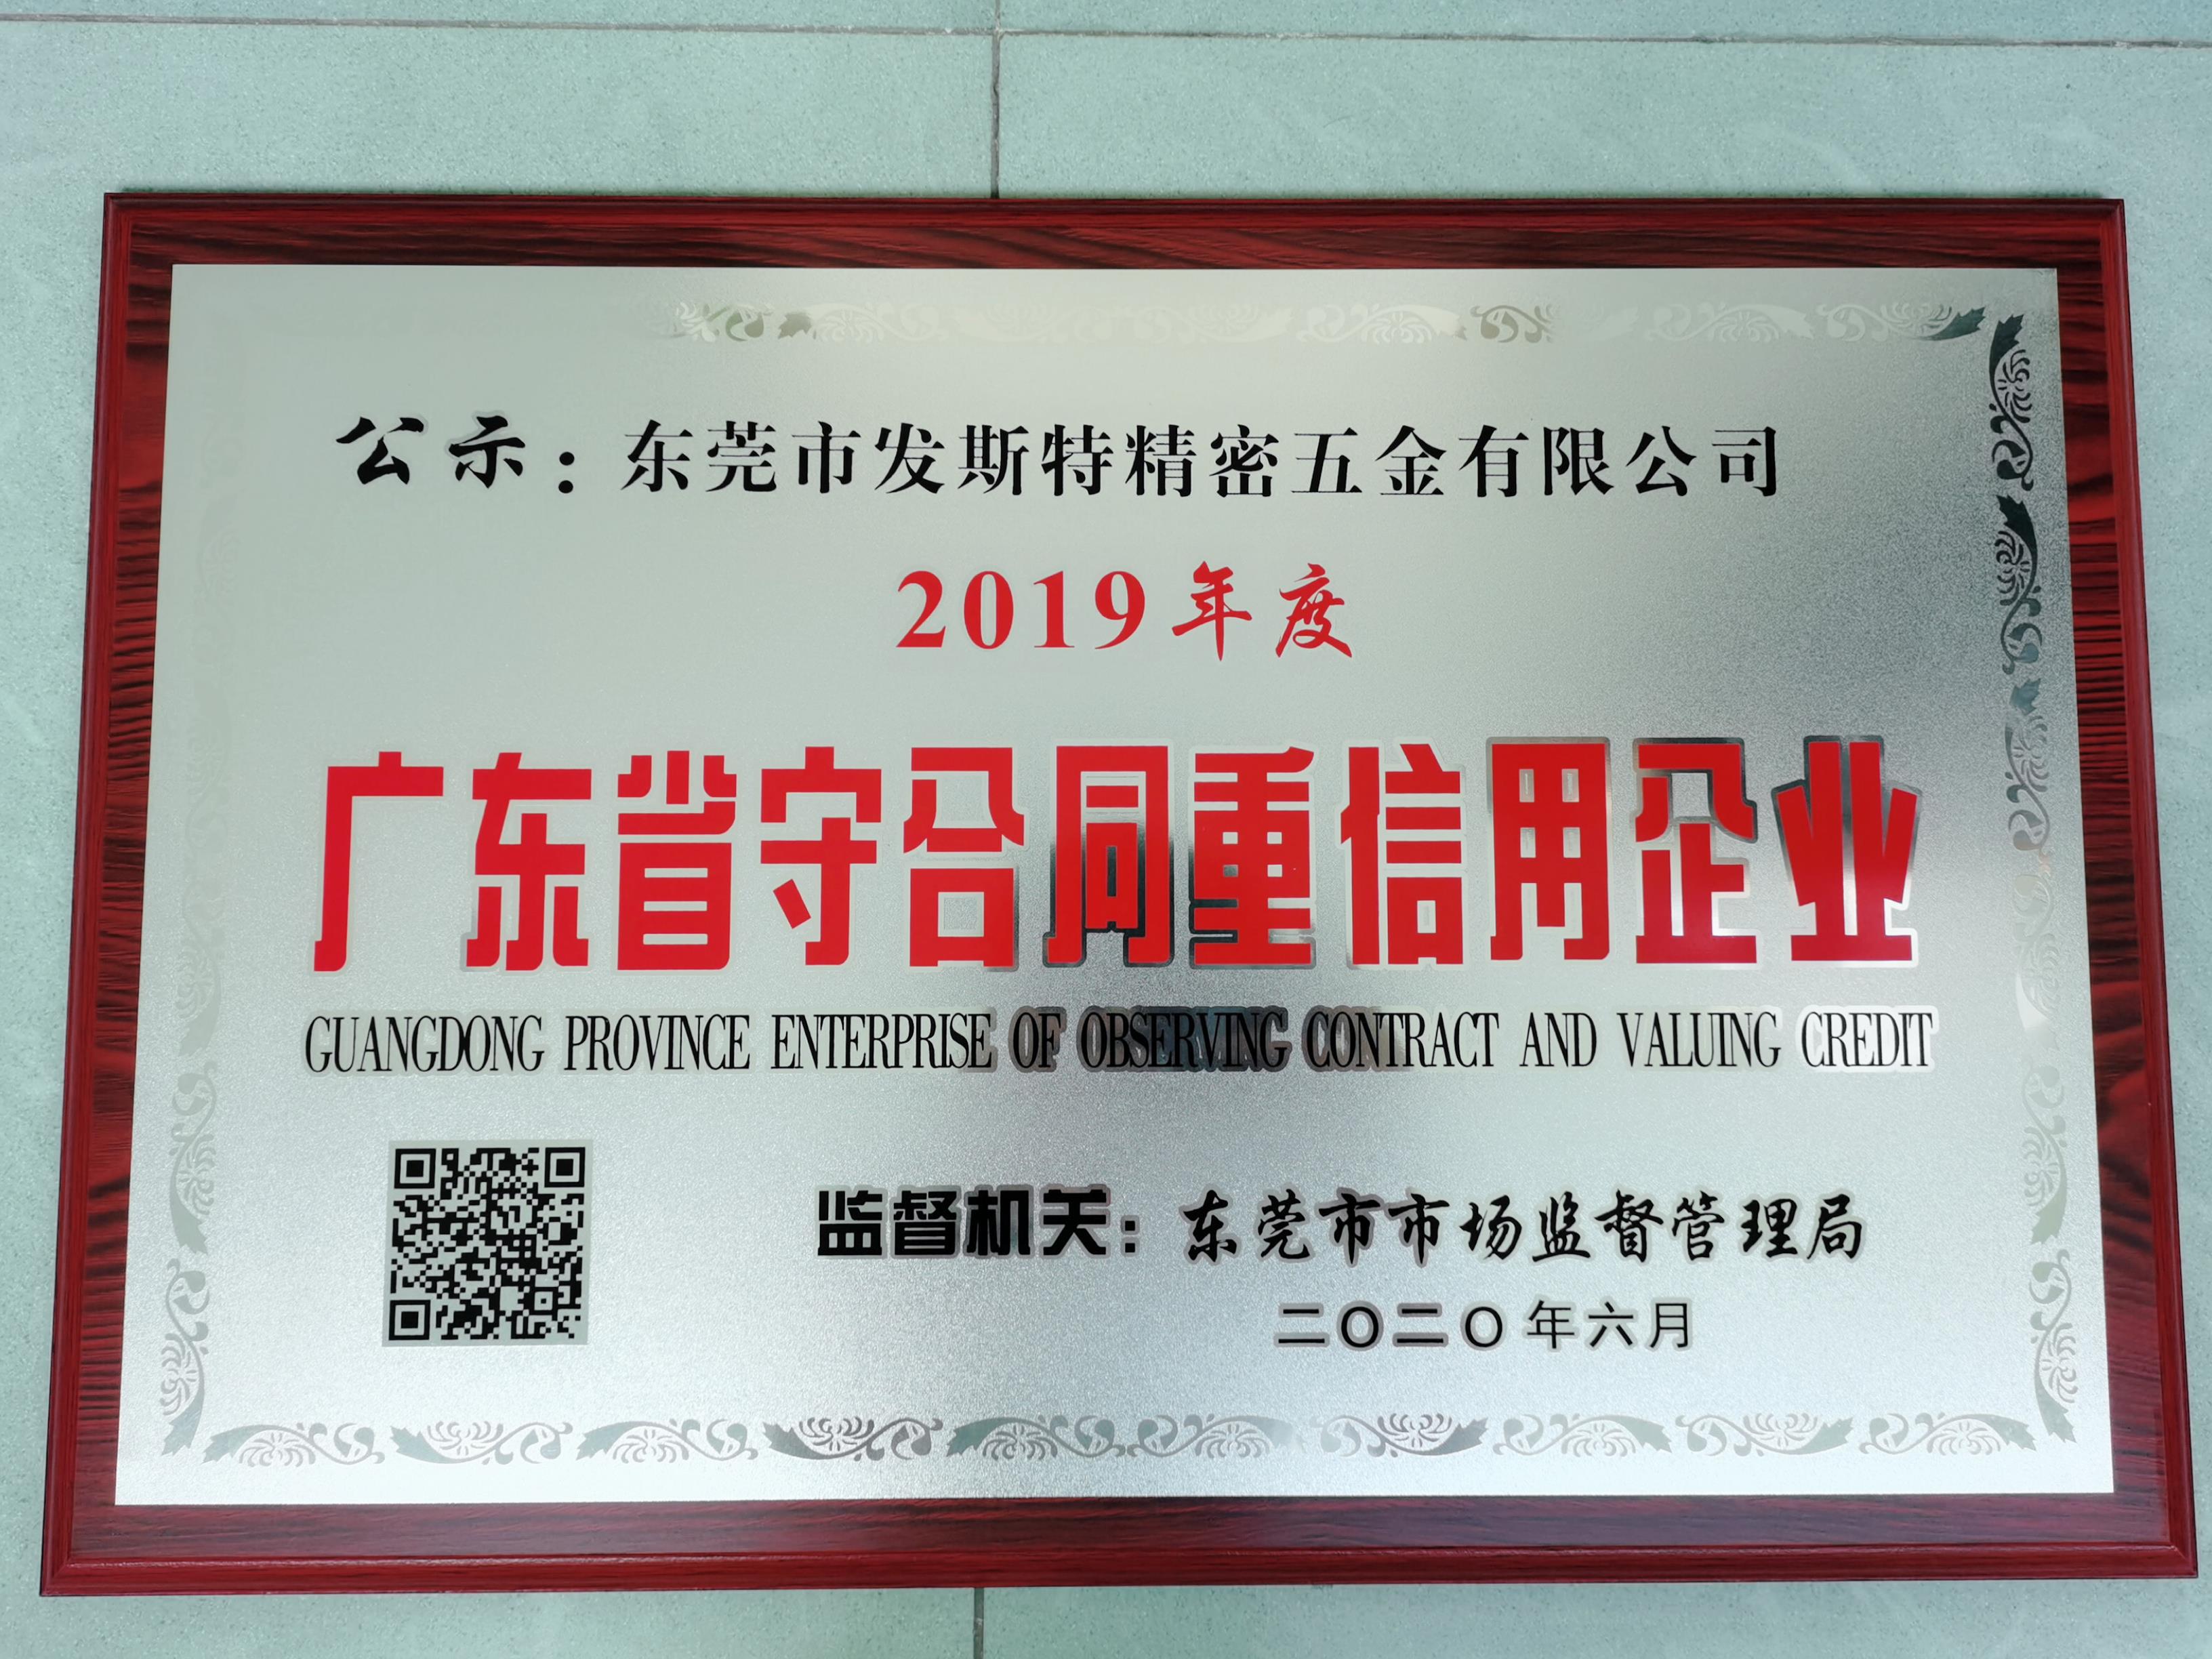 公示：东莞市发斯特精密五金有限公司
2019年度
广东省守合同重信用企业
GUANGDONG PROVINCE ENTERPRISE OF OBSERVING CONTRACT AND VALUING CREDIT
监督机关：东莞市市场监督管理局
二〇二〇年六月